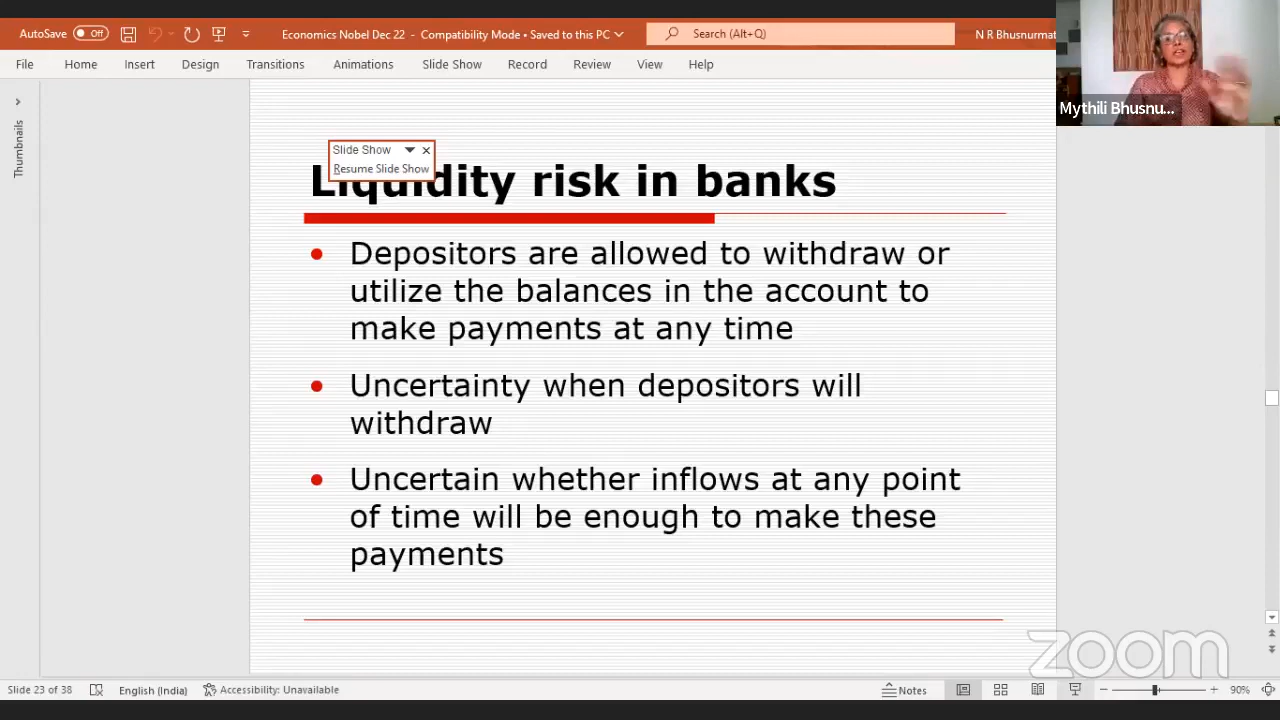 AutoSave Off Economics Nobel Dec 22 - Compatibility Mode • Saved to this PC Search (Alt+Q) N R Bhusnurmat
File Home Insert Design Transitions Animations Slide Show Record Review View Help
Mythili Bhusnu...
Thumbnails
Slide Show
Resume Slide Show
Liquidity risk in banks
Depositors are allowed to withdraw or
utilize the balances in the account to
make payments at any time
Uncertainty when depositors will
withdraw
Uncertain whether inflows at any point
of time will be enough to make these
payments
zoom
Slide 23 of 38 English (India) Accessibility: Unavailable Notes 90%